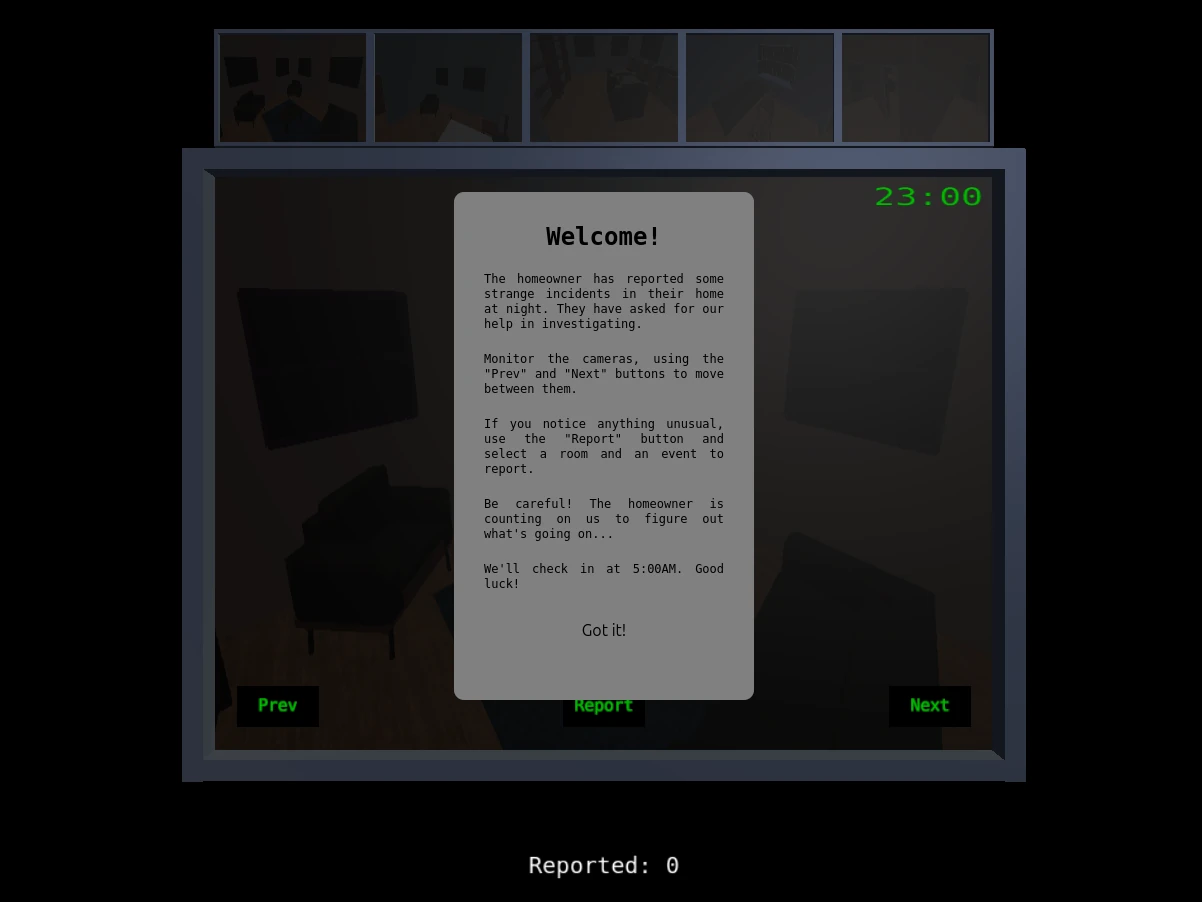 23:00
Welcome!
The homeowner has reported some
strange incidents in their home
at night. They have asked for our
help in investigating.
Monitor the cameras, using the
"Prev" and "Next" buttons to move
between them.
If you notice anything unusual,
use the "Report" button and
select a room and an event to
report.
Be careful! The homeowner is
counting on us to figure out
what's going on...
We'll check in at 5:00AM. Good
luck!
Got it!
Prev
Report
Next
Reported: 0